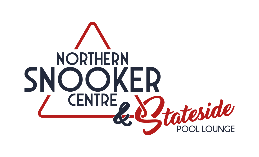 NORTHERN
SNOOKER
CENTRE
& Stateside
POOL LOUNGE